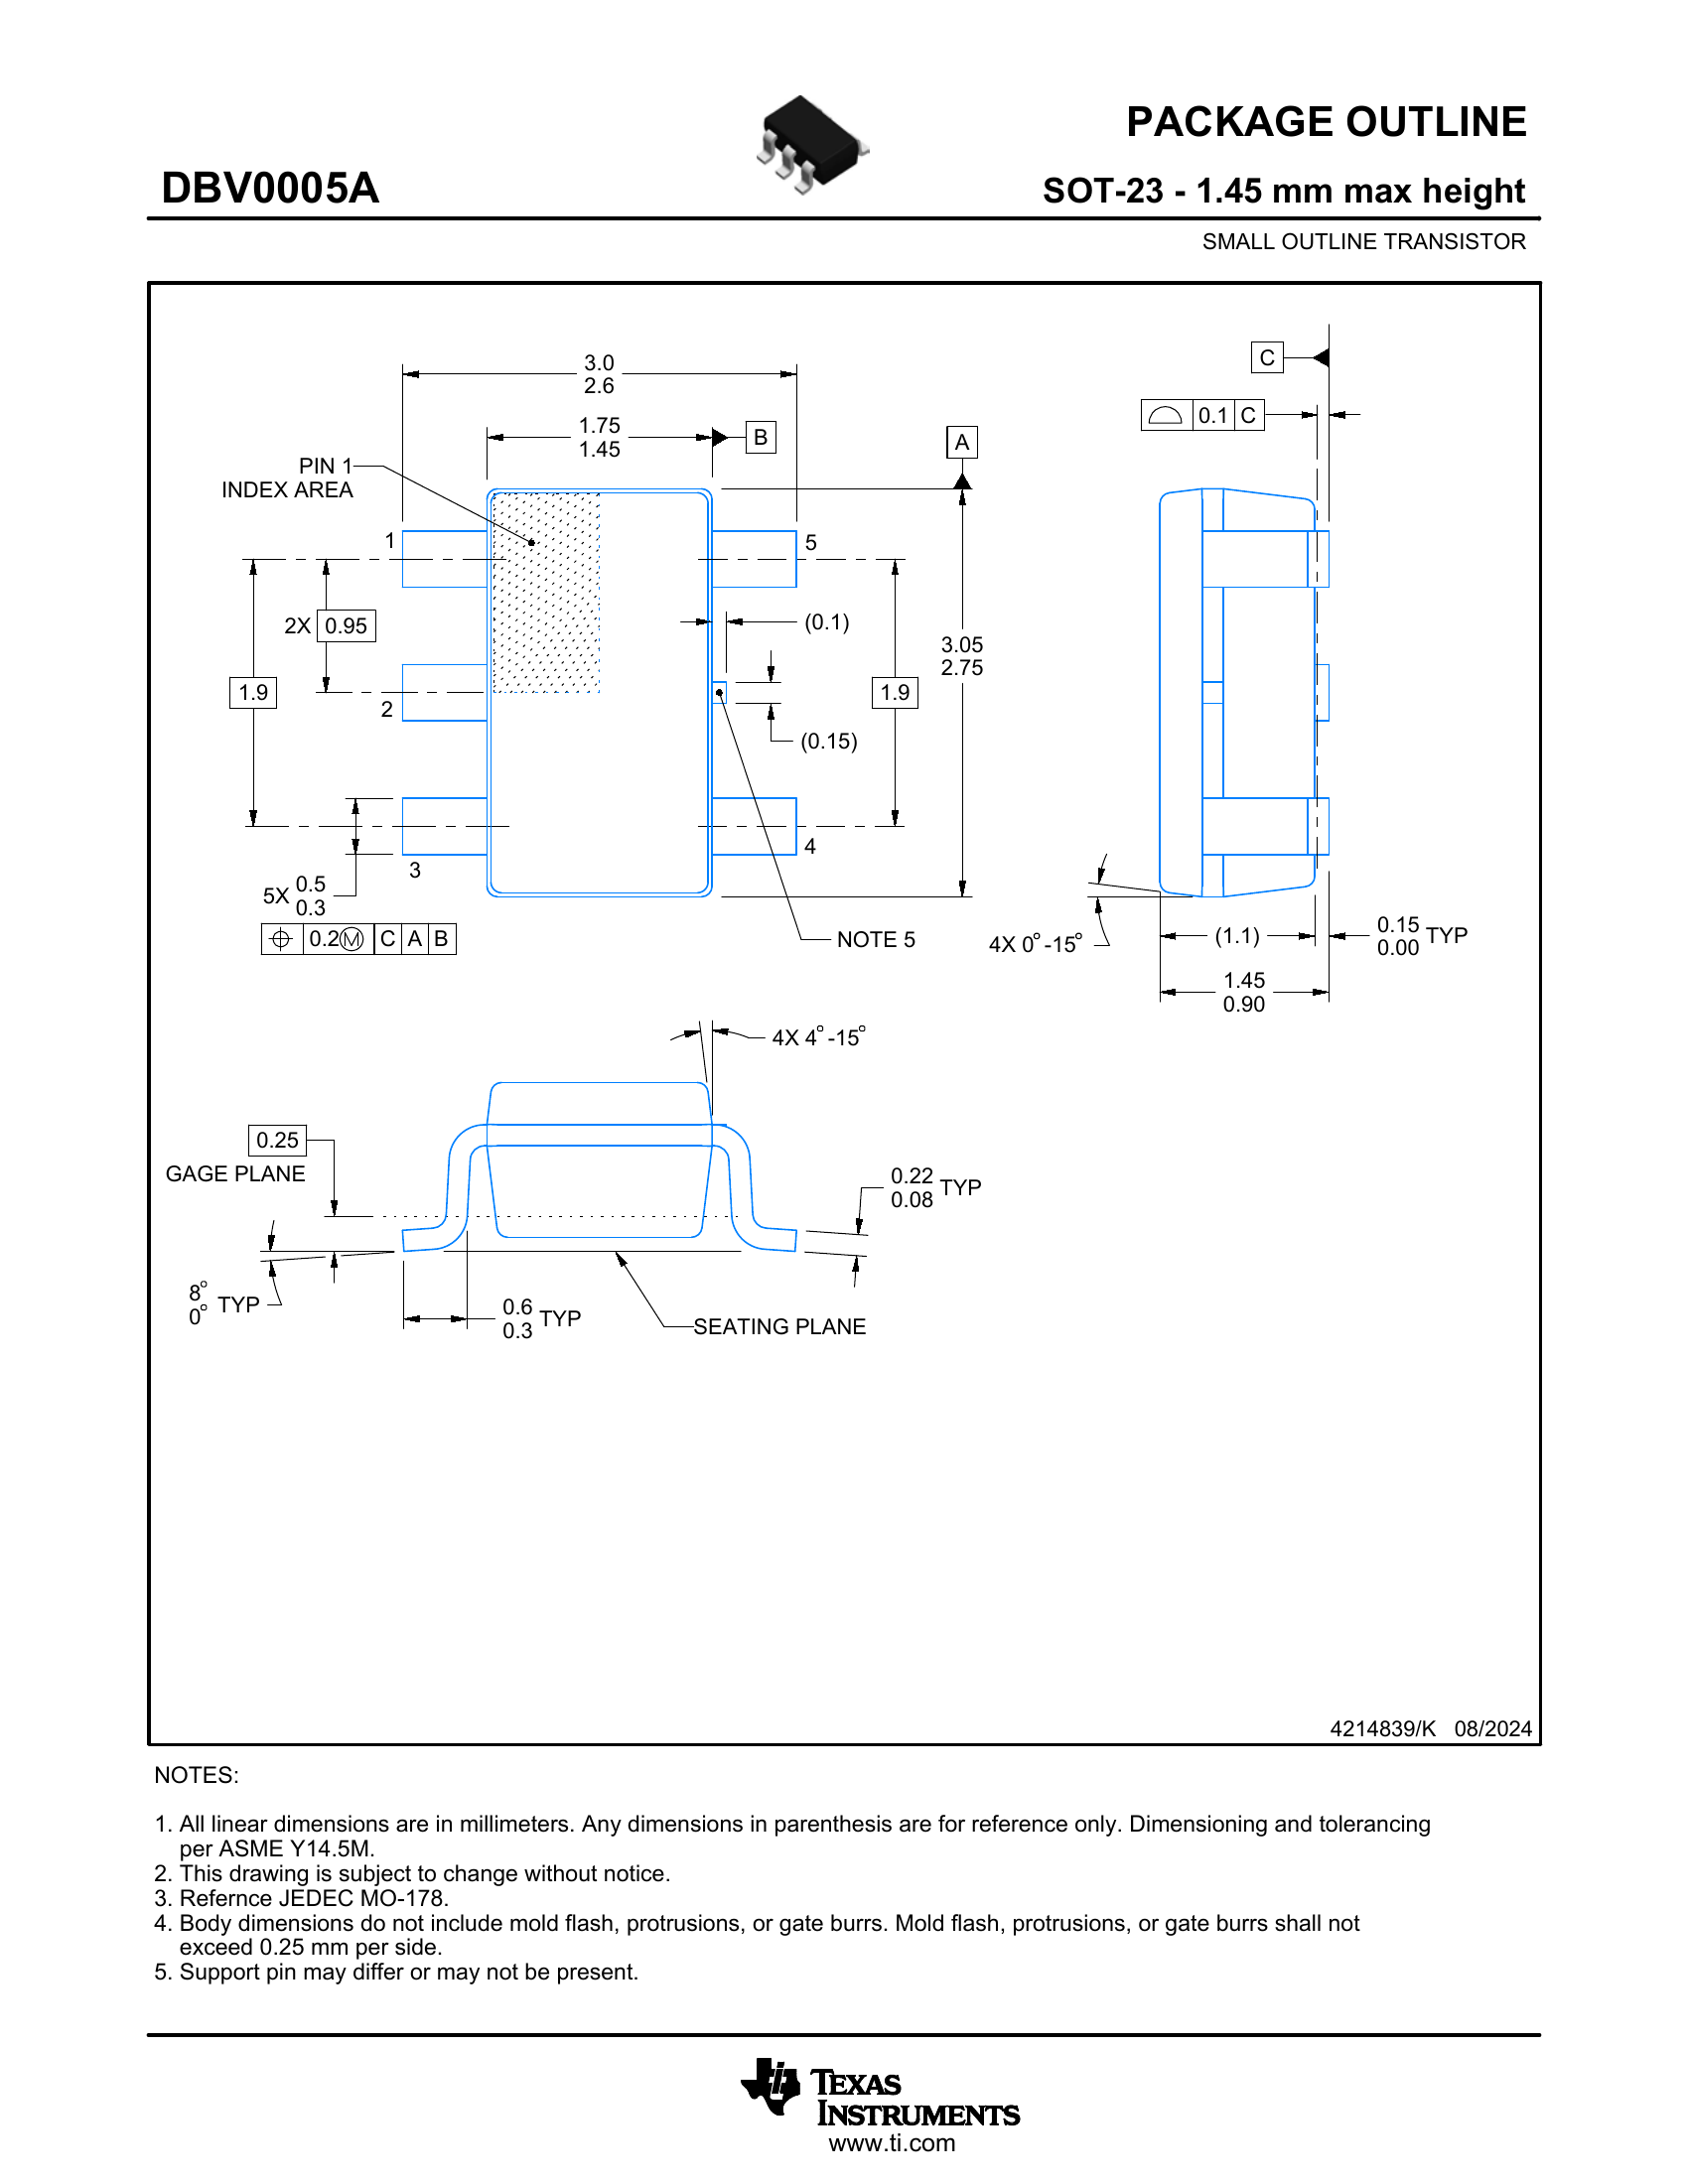 PACKAGE OUTLINE
DBV0005A
SOT-23 - 1.45 mm max height
SMALL OUTLINE TRANSISTOR
3.0
2.6
1.75
1.45
B
A
C
0.1 C
PIN 1
INDEX AREA
1
5
2X 0.95
(0.1)
3.05
2.75
1.9
1.9
2
(0.15)
3
4
5X 0.5
0.3
0.2Ⓜ C A B
NOTE 5
4X 0°-15°
(1.1)
0.15
0.00 TYP
1.45
0.90
4X 4°-15°
0.25
GAGE PLANE
0.22
0.08 TYP
8°
0° TYP
0.6
0.3 TYP
SEATING PLANE
4214839/K 08/2024
NOTES:
1. All linear dimensions are in millimeters. Any dimensions in parenthesis are for reference only. Dimensioning and tolerancing
per ASME Y14.5M.
2. This drawing is subject to change without notice.
3. Refernce JEDEC MO-178.
4. Body dimensions do not include mold flash, protrusions, or gate burrs. Mold flash, protrusions, or gate burrs shall not
exceed 0.25 mm per side.
5. Support pin may differ or may not be present.
TEXAS
INSTRUMENTS
www.ti.com